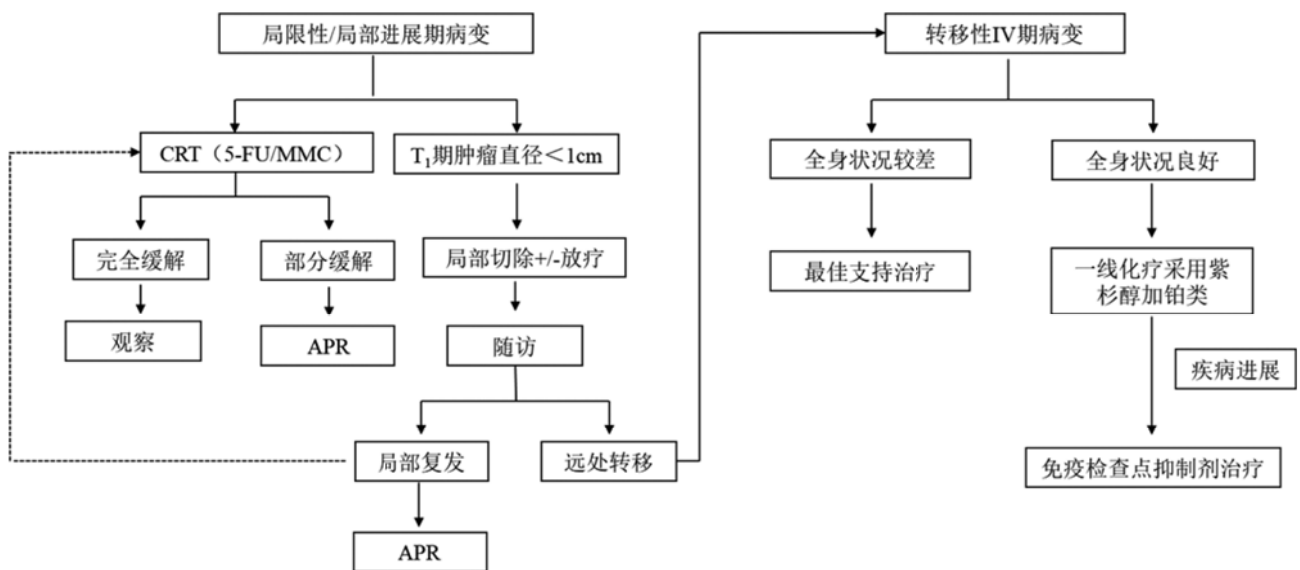 局限性/局部进展期病变
转移性IV期病变
CRT（5-FU/MMC）
T₁期肿瘤直径＜1cm
全身状况较差
全身状况良好
完全缓解
部分缓解
局部切除+/-放疗
最佳支持治疗
一线化疗采用紫
杉醇加铂类
观察
APR
随访
疾病进展
局部复发
远处转移
免疫检查点抑制剂治疗
APR